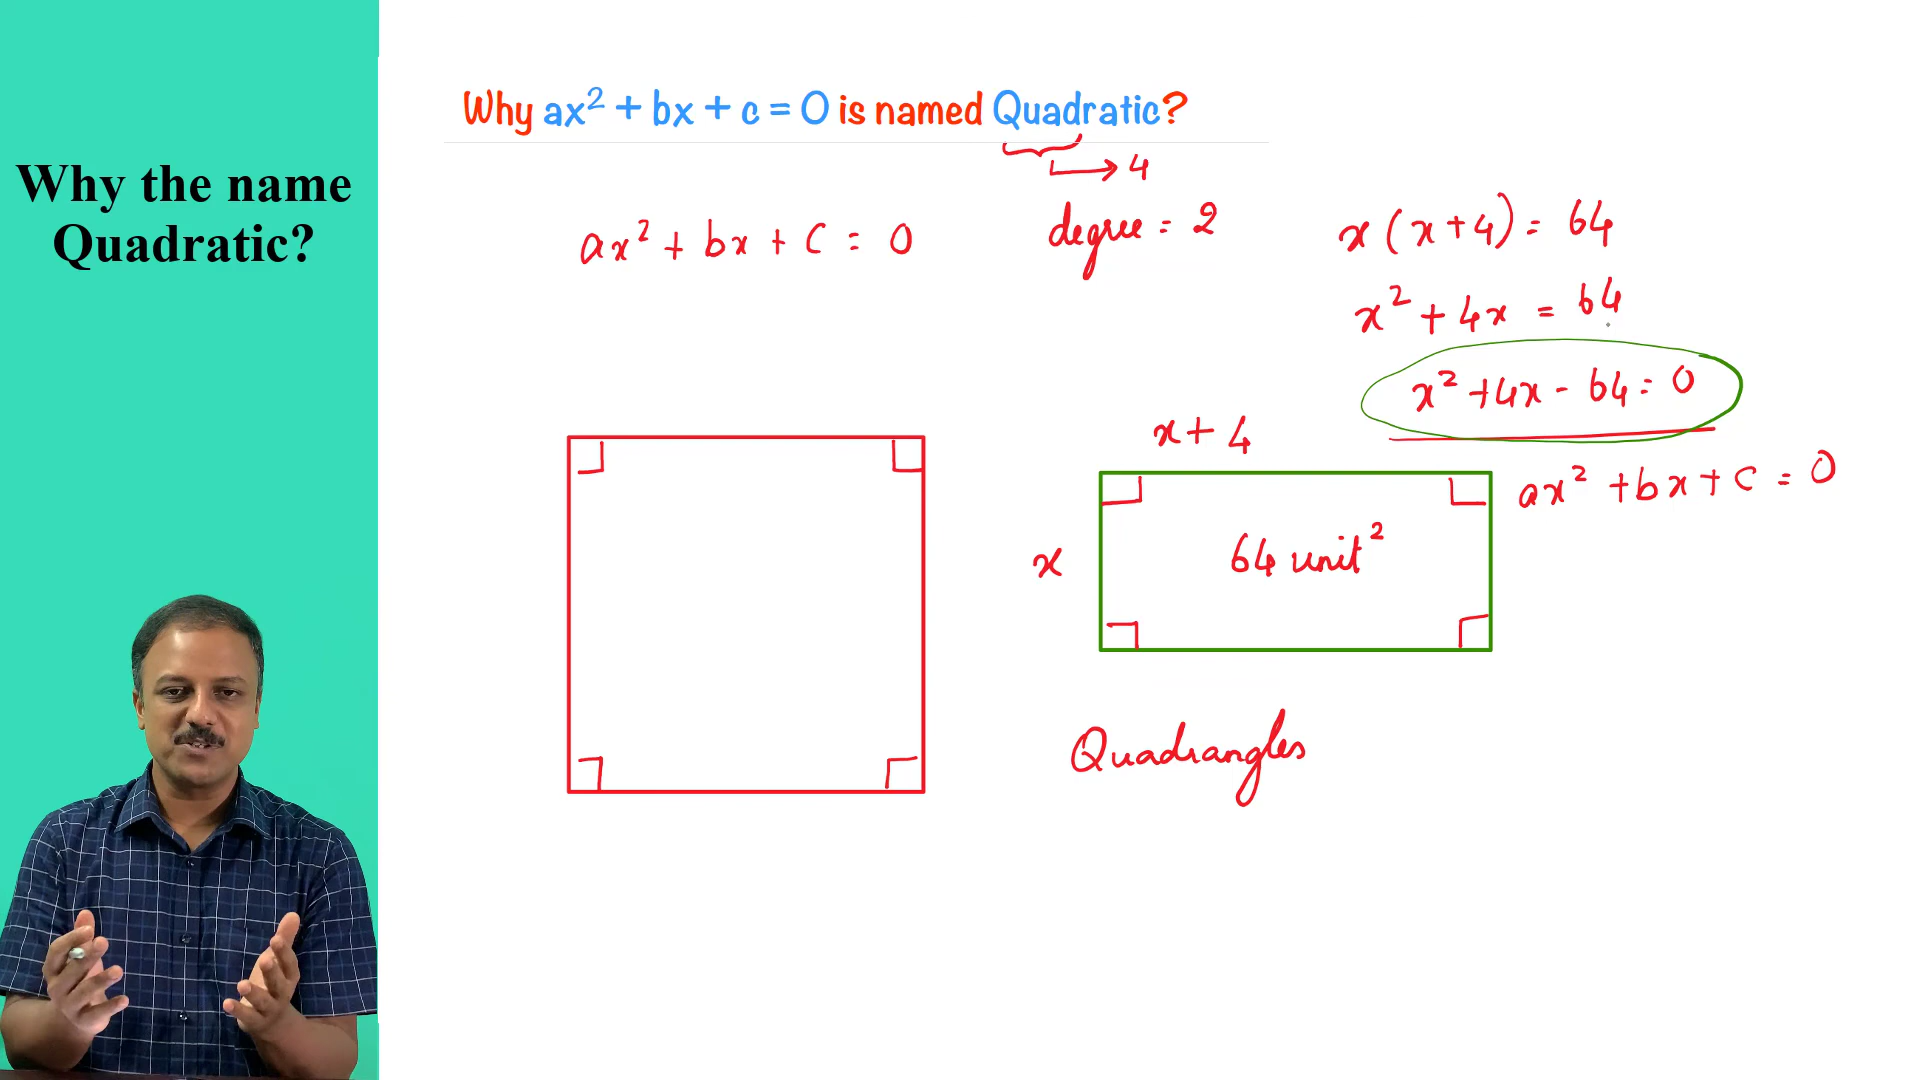 Why the name
Quadratic?
Why ax² + bx + c = 0 is named Quadratic?
→ 4
ax² + bx + c = 0
degree = 2
x(x+4) = 64
x² + 4x = 64
x² + 4x - 64 = 0
ax² + bx + c = 0
x + 4
x
64 unit²
Quadrangles